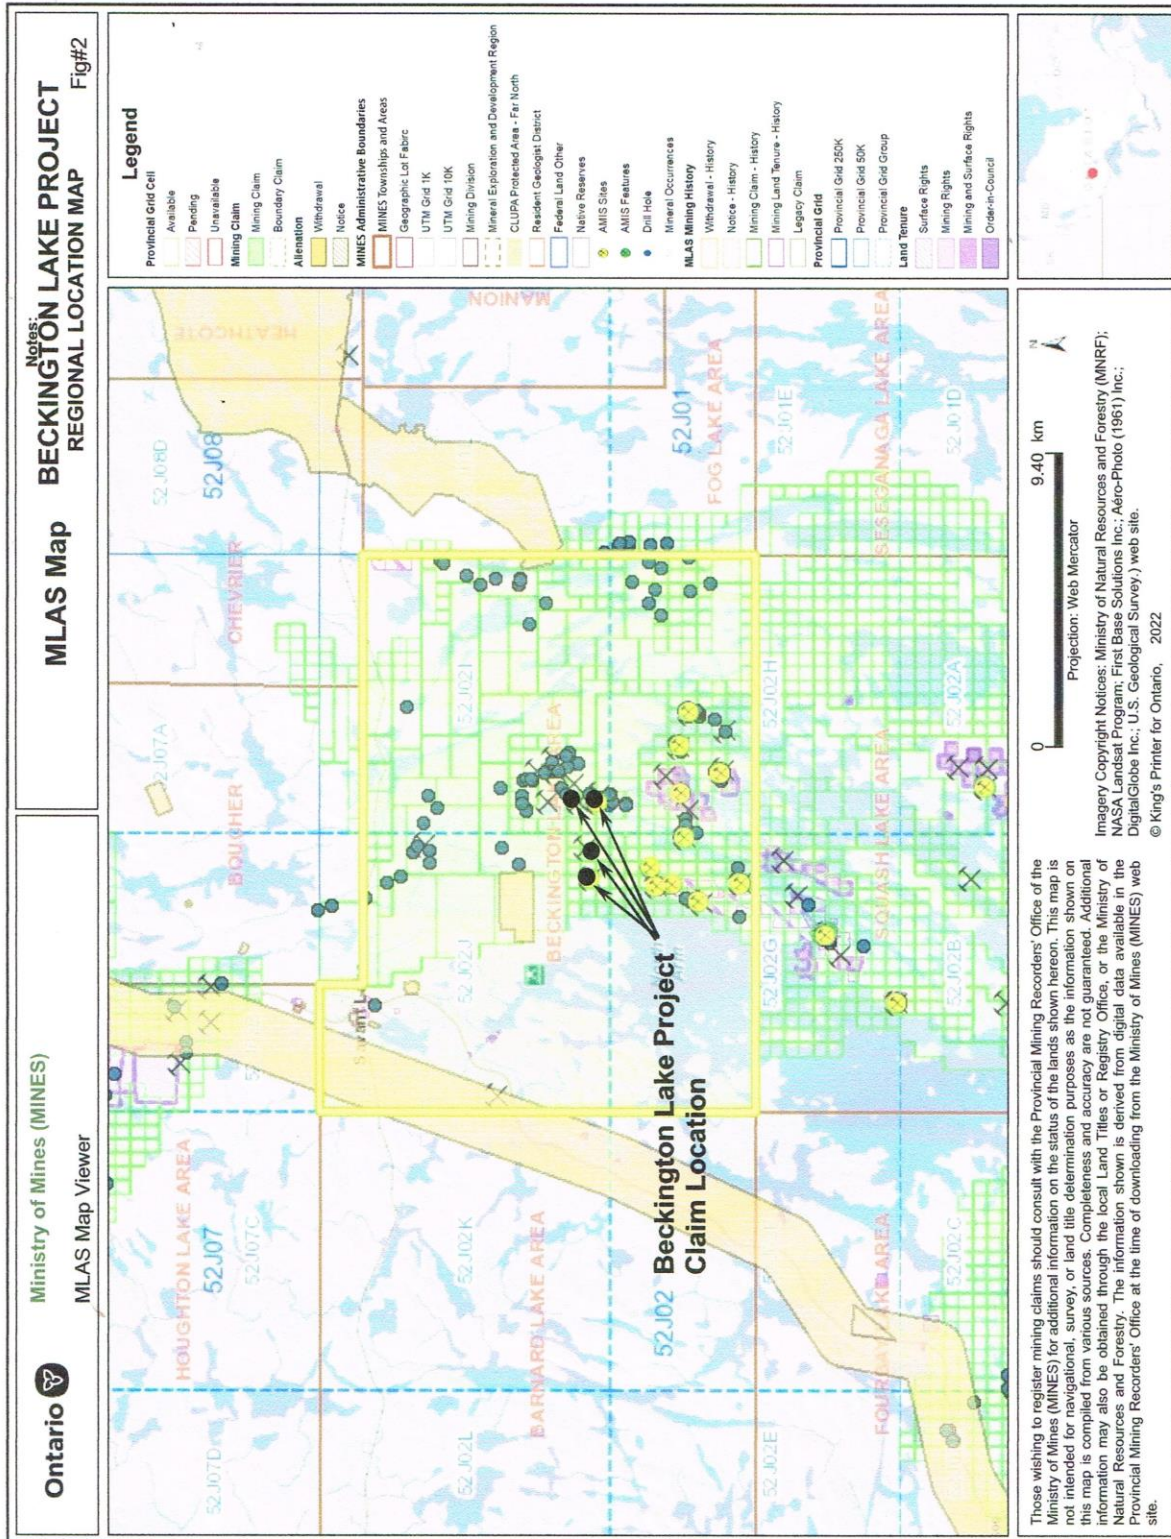 Ontario
Ministry of Mines (MINES)
MLAS Map Viewer
MLAS Map
Notes:
BECKINGTON LAKE PROJECT
REGIONAL LOCATION MAP
Fig#2
HOUGHTON LAKE AREA
BOUCHER
CHEVRIER
HEATHCOTE
52J07D
52J07
52J07C
52J07A
52J08
52J08D
MANION
52J02L
52J02K
52J02J
52J02I
BARNARD LAKE AREA
BECKINGTON LAKE AREA
FOG LAKE AREA
52J02
52J01
Beckington Lake Project
Claim Location
52J02E
52J02G
52J02H
52J01E
FOURBAY LAKE AREA
SQUASH LAKE AREA
SESEGANAGA LAKE AREA
52J02C
52J02B
52J02A
52J01D
Legend
Provincial Grid Cell
Available
Pending
Unavailable
Mining Claim
Mining Claim
Boundary Claim
Alienation
Withdrawal
Notice
MINES Administrative Boundaries
MINES Townships and Areas
Geographic Lot Fabirc
UTM Grid 1K
UTM Grid 10K
Mining Division
Mineral Exploration and Development Region
CLUPA Protected Area - Far North
Resident Geologist District
Federal Land Other
Native Reserves
AMIS Sites
AMIS Features
Drill Hole
Mineral Occurrences
MLAS Mining History
Withdrawal - History
Notice - History
Mining Claim - History
Mining Land Tenure - History
Legacy Claim
Provincial Grid
Provincial Grid 250K
Provincial Grid 50K
Provincial Grid Group
Land Tenure
Surface Rights
Mining Rights
Mining and Surface Rights
Order-in-Council
Those wishing to register mining claims should consult with the Provincial Mining Recorders' Office of the
Ministry of Mines (MINES) for additional information on the status of the lands shown hereon. This map is
not intended for navigational, survey, or land title determination purposes as the information shown on
this map is compiled from various sources. Completeness and accuracy are not guaranteed. Additional
information may also be obtained through the local Land Titles or Registry Office, or the Ministry of
Natural Resources and Forestry. The information shown is derived from digital data available in the
Provincial Mining Recorders' Office at the time of downloading from the Ministry of Mines (MINES) web
site.
0
9.40 km
N
Projection: Web Mercator
Imagery Copyright Notices: Ministry of Natural Resources and Forestry (MNRF);
NASA Landsat Program; First Base Solutions Inc.; Aéro-Photo (1961) Inc.;
DigitalGlobe Inc.; U.S. Geological Survey.) web site.
© King's Printer for Ontario, 2022